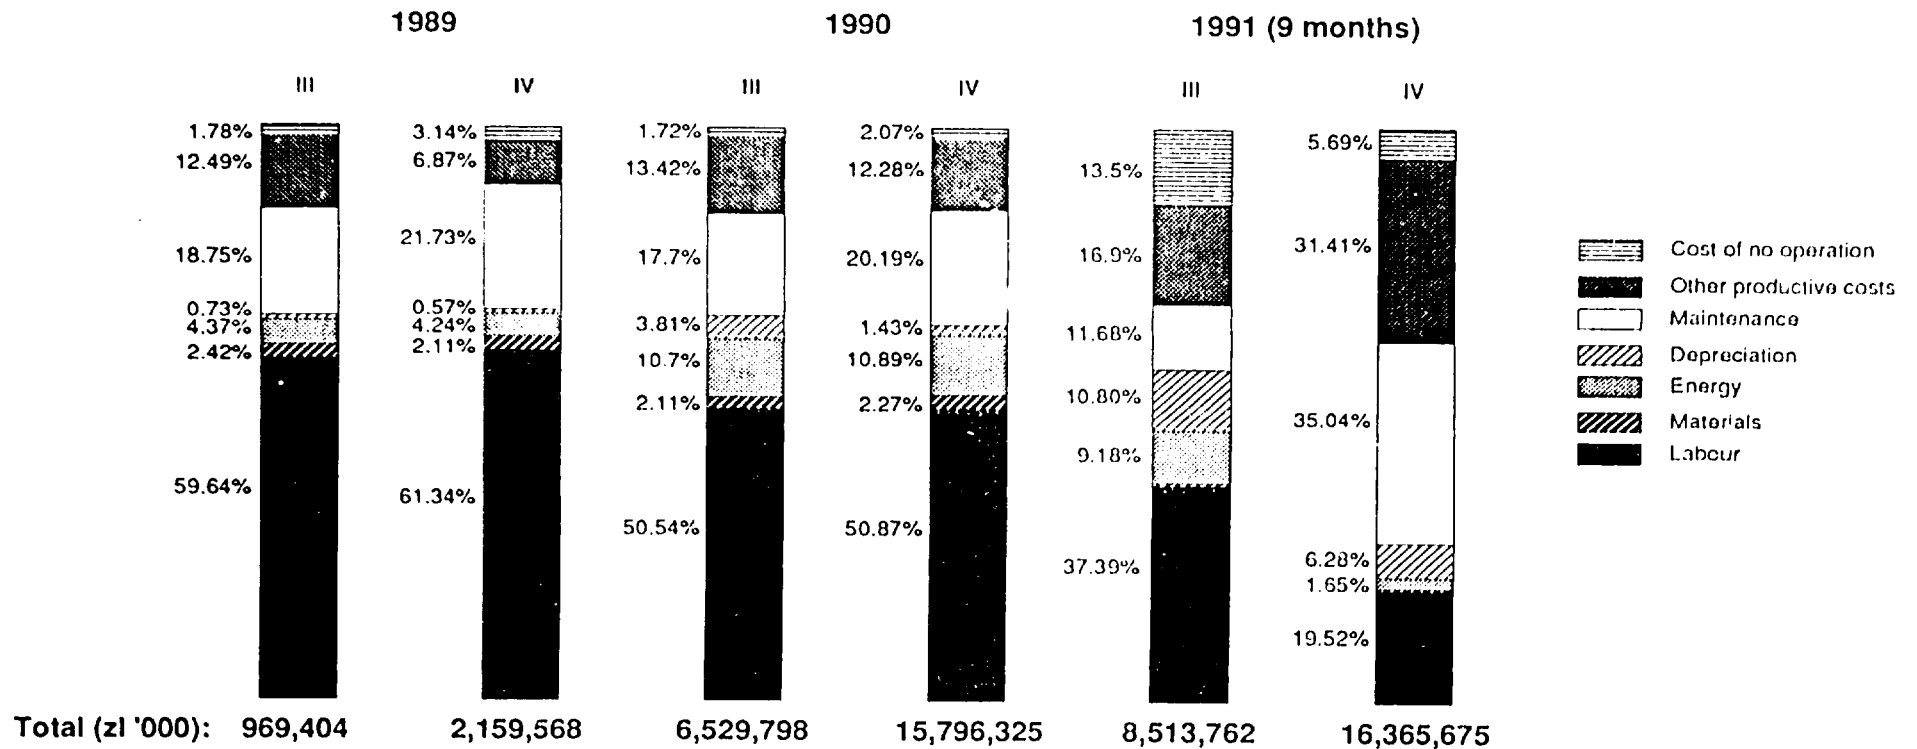 1989 1990 1991 (9 months)
III IV III IV III IV
1.78% 3.14% 1.72% 2.07% 13.5% 5.69%
12.49% 6.87% 13.42% 12.28% 16.9% 31.41%
18.75% 21.73% 17.7% 20.19% 11.68% 35.04%
0.73% 0.57% 3.81% 1.43% 10.80% 6.28%
4.37% 4.24% 10.7% 10.89% 9.18% 1.65%
2.42% 2.11% 2.11% 2.27%
59.64% 61.34% 50.54% 50.87% 37.39% 19.52%
Cost of no operation
Other productive costs
Maintenance
Depreciation
Energy
Materials
Labour
Total (zl '000): 969,404 2,159,568 6,529,798 15,796,325 8,513,762 16,365,675